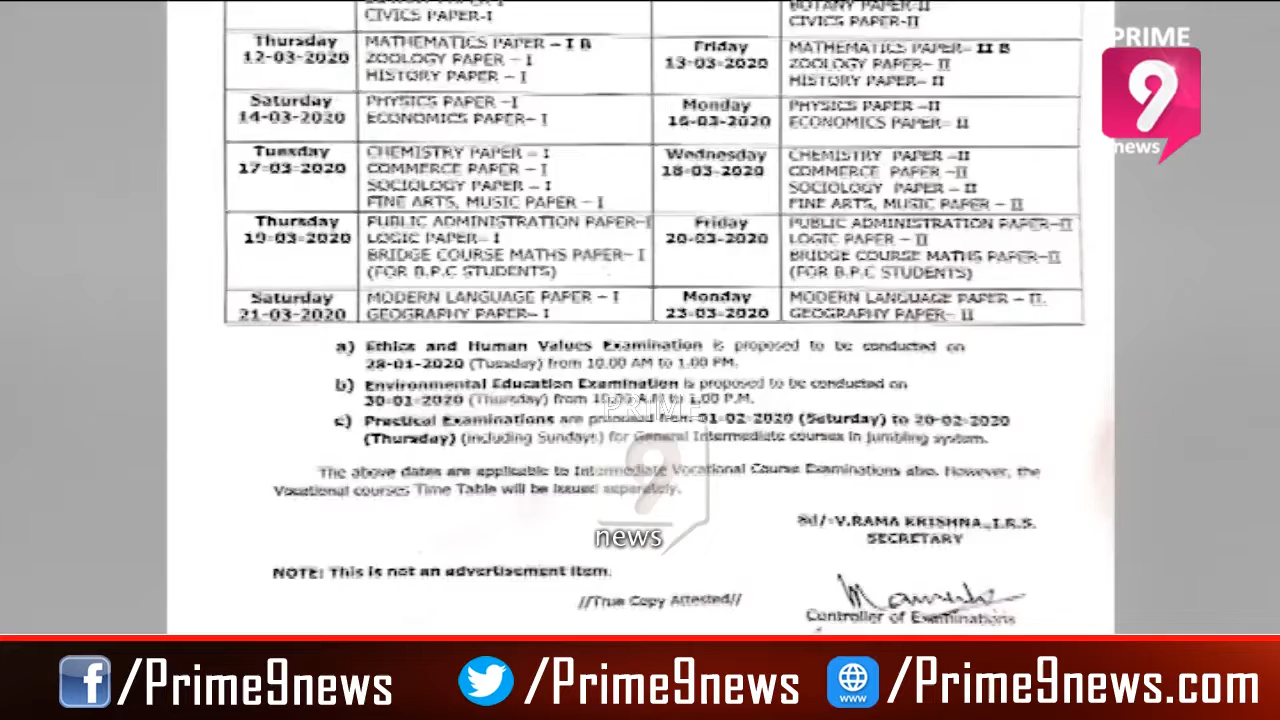 BOTANY PAPER-II
CIVICS PAPER-I
CIVICS PAPER-II
Thursday
12-03-2020
MATHEMATICS PAPER – I B
ZOOLOGY PAPER – I
HISTORY PAPER – I
Friday
13-03-2020
MATHEMATICS PAPER– II B
ZOOLOGY PAPER– II
HISTORY PAPER– II
Saturday
14-03-2020
PHYSICS PAPER –I
ECONOMICS PAPER– I
Monday
16-03-2020
PHYSICS PAPER –II
ECONOMICS PAPER– II
Tuesday
17-03-2020
CHEMISTRY PAPER – I
COMMERCE PAPER – I
SOCIOLOGY PAPER – I
FINE ARTS, MUSIC PAPER – I
Wednesday
18-03-2020
CHEMISTRY PAPER –II
COMMERCE PAPER –II
SOCIOLOGY PAPER – II
FINE ARTS, MUSIC PAPER – II
Thursday
19-03-2020
PUBLIC ADMINISTRATION PAPER–I
LOGIC PAPER– I
BRIDGE COURSE MATHS PAPER– I
(FOR B.P.C STUDENTS)
Friday
20-03-2020
PUBLIC ADMINISTRATION PAPER–II
LOGIC PAPER – II
BRIDGE COURSE MATHS PAPER–II
(FOR B.P.C STUDENTS)
Saturday
21-03-2020
MODERN LANGUAGE PAPER – I
GEOGRAPHY PAPER– I
Monday
23-03-2020
MODERN LANGUAGE PAPER – II.
GEOGRAPHY PAPER– II
a) Ethics and Human Values Examination is proposed to be conducted on
28-01-2020 (Tuesday) from 10.00 AM to 1.00 PM.
b) Environmental Education Examination is proposed to be conducted on
30-01-2020 (Thursday) from 10.00 A.M to 1.00 P.M.
c) Practical Examinations are proposed from 01-02-2020 (Saturday) to 20-02-2020
(Thursday) (including Sundays) for General Intermediate courses in jumbling system.
The above dates are applicable to Intermediate Vocational Course Examinations also. However, the
Vocational courses Time Table will be issued separately.
Sd/-V.RAMA KRISHNA.,I.R.S.
SECRETARY
NOTE: This is not an advertisement item.
//True Copy Attested//
Controller of Examinations
PRIME
9
news
PRIME
9
news
/Prime9news
/Prime9news
www
/Prime9news.com